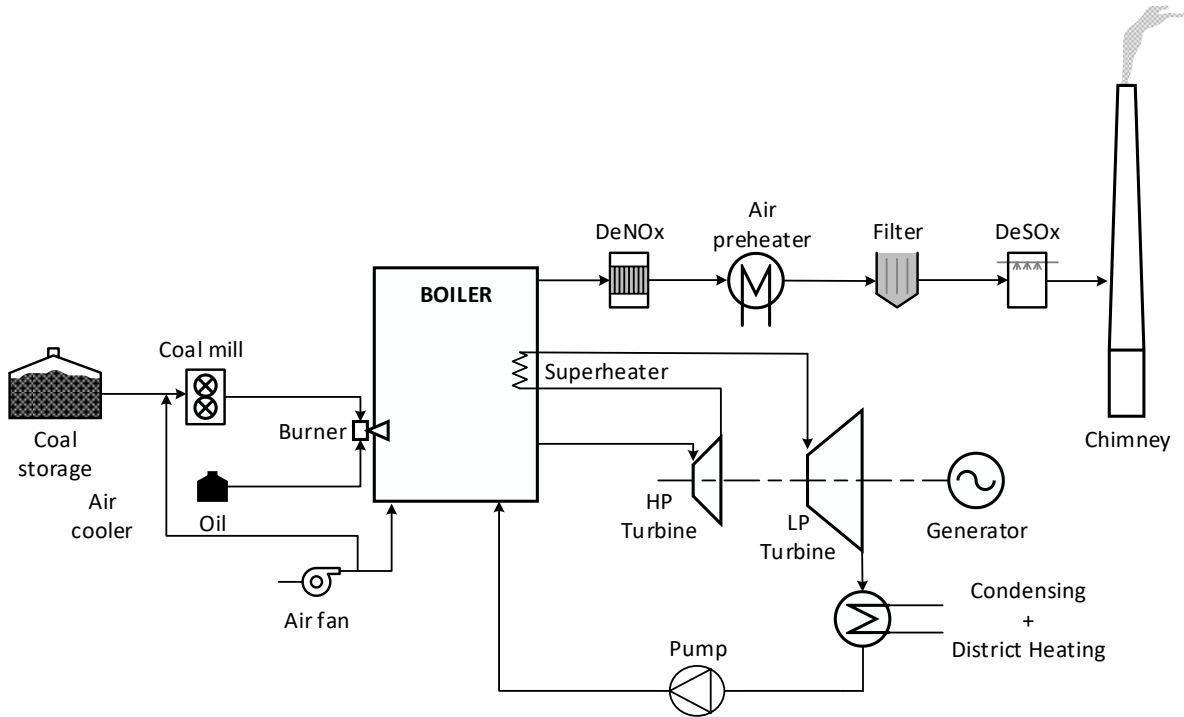 Air
preheater
DeNOx
Filter
DeSOx
BOILER
Coal mill
Superheater
Burner
Coal
storage
Chimney
Air
cooler
Oil
HP
Turbine
LP
Turbine
Generator
Air fan
Condensing
+
District Heating
Pump